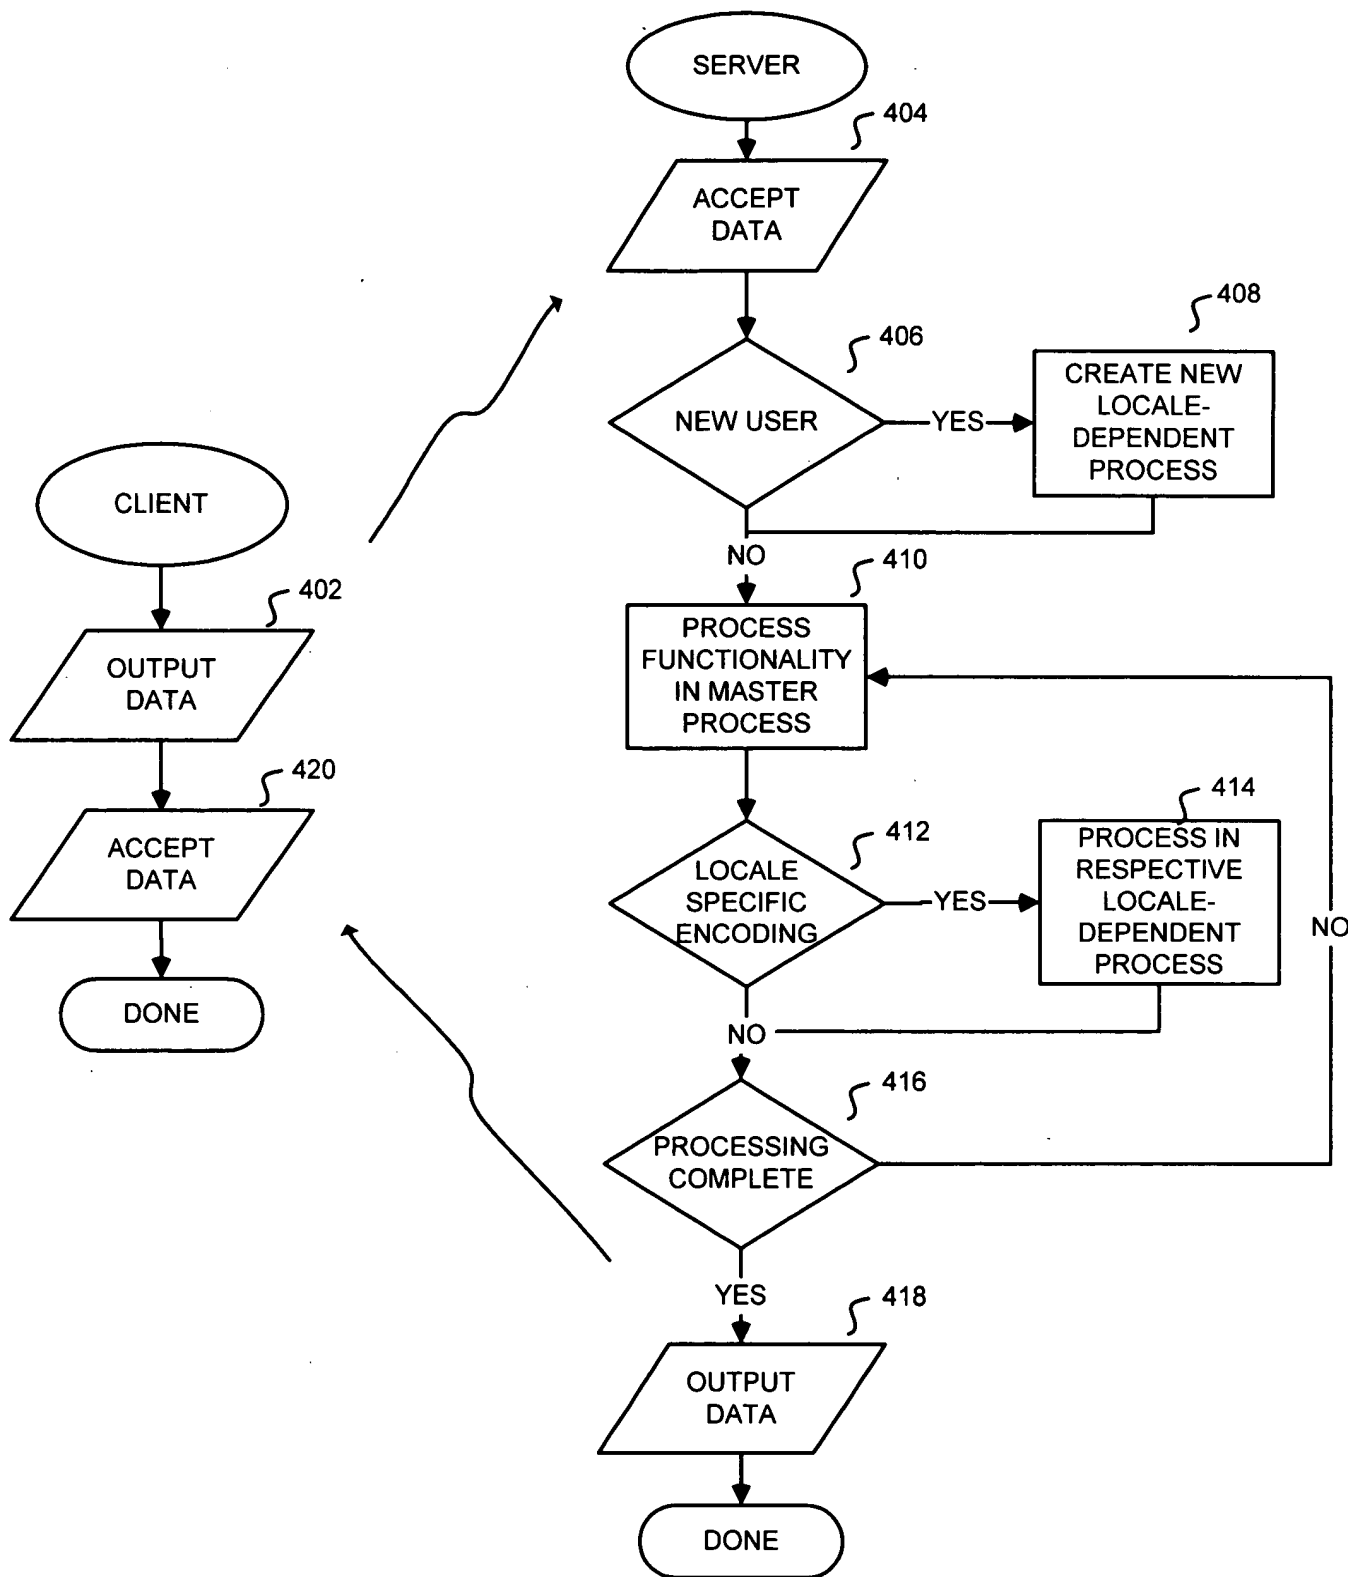 SERVER
404
ACCEPT
DATA
408
406
NEW USER
YES
CREATE NEW
LOCALE-
DEPENDENT
PROCESS
NO
410
PROCESS
FUNCTIONALITY
IN MASTER
PROCESS
412
LOCALE
SPECIFIC
ENCODING
YES
414
PROCESS IN
RESPECTIVE
LOCALE-
DEPENDENT
PROCESS
NO
NO
416
PROCESSING
COMPLETE
YES
418
OUTPUT
DATA
DONE
CLIENT
402
OUTPUT
DATA
420
ACCEPT
DATA
DONE